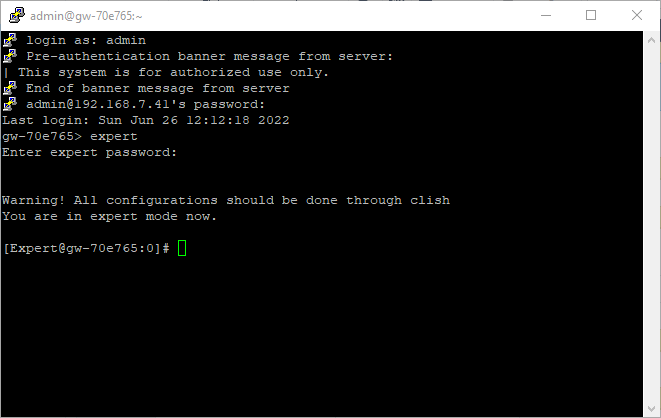 admin@gw-70e765:~
login as: admin
Pre-authentication banner message from server:
| This system is for authorized use only.
End of banner message from server
admin@192.168.7.41's password:
Last login: Sun Jun 26 12:12:18 2022
gw-70e765> expert
Enter expert password:
Warning! All configurations should be done through clish
You are in expert mode now.
[Expert@gw-70e765:0]#